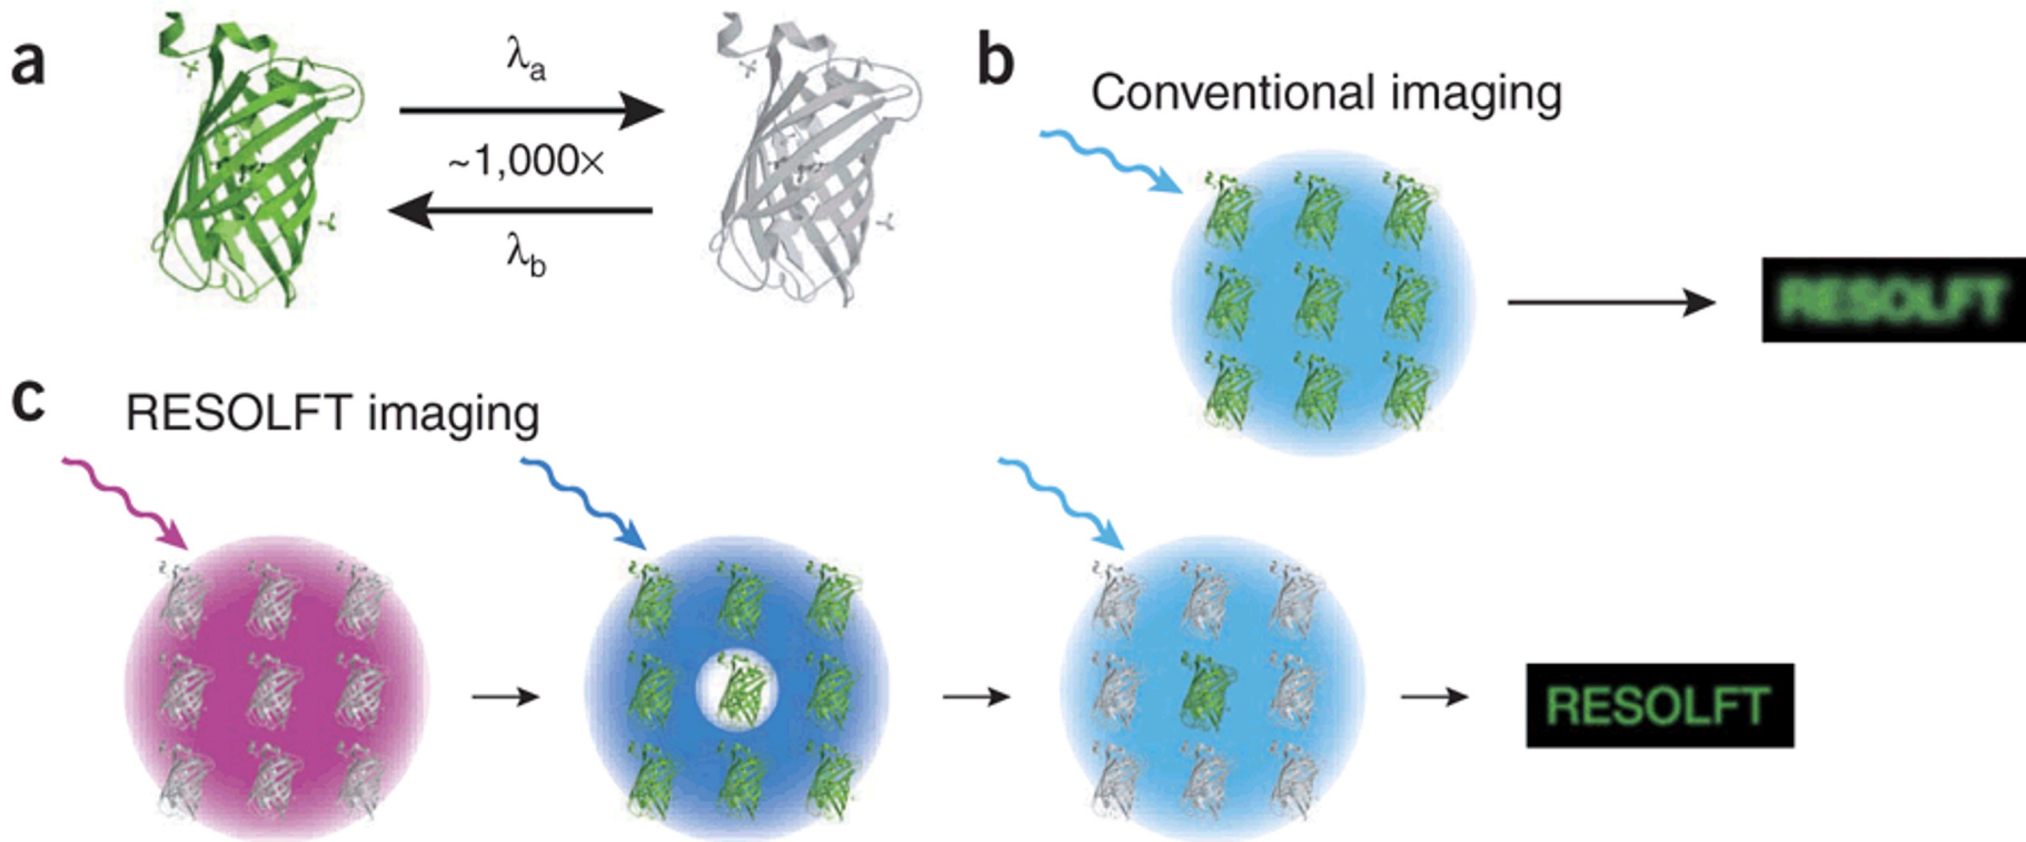 a
λa
~1,000×
λb
b
Conventional imaging
RESOLFT
c
RESOLFT imaging
RESOLFT